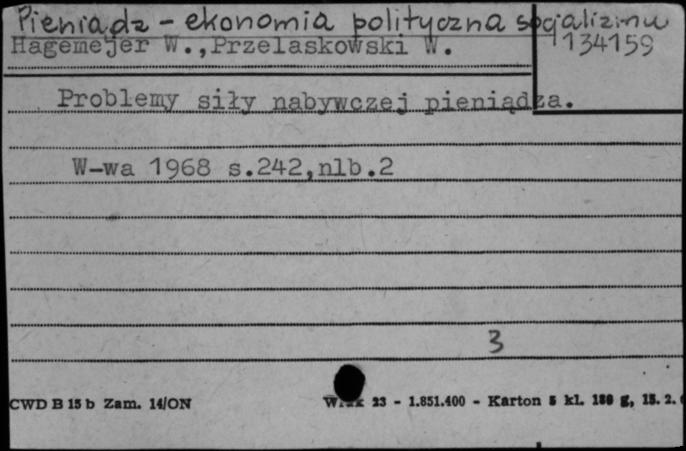 Pieniądz - ekonomia polityczna socjalizmu
Hagemejer W.,Przelaskowski W.
134159
Problemy siły nabywczej pieniądza.
W-wa 1968 s.242,nlb.2
3
CWD B 15 b Zam. 14/ON
23 - 1.851.400 - Karton 5 kl. 180 g, 15. 2.